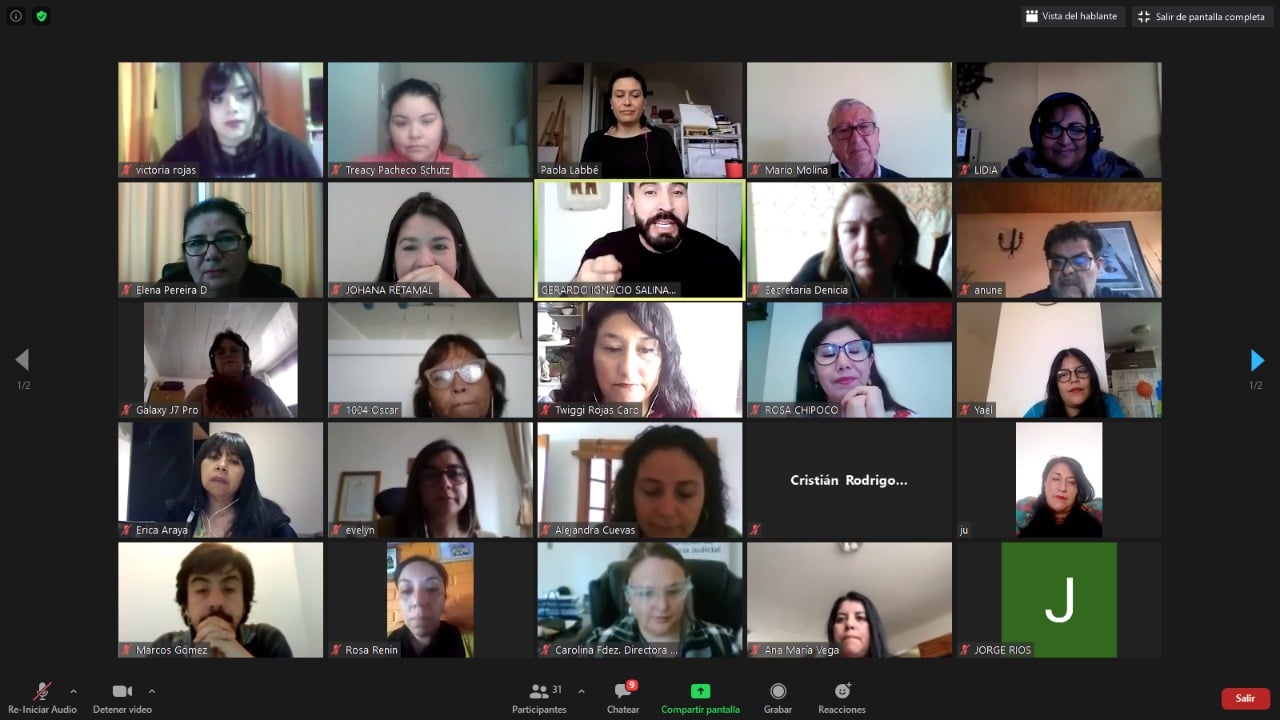 Vista del hablante
Salir de pantalla completa
victoria rojas
Treacy Pacheco Schutz
Paola Labbé
Mario Molina
LIDIA
Elena Pereira D
JOHANA RETAMAL
GERARDO IGNACIO SALINA...
Secretaria Denicia
anune
1/2
1/2
Galaxy J7 Pro
1004 Oscar
Twiggi Rojas Caro
ROSA CHIPOCO
Yaél
Cristián Rodrigo...
Erica Araya
evelyn
Alejandra Cuevas
ju
ría Judicial
J
Marcos Gómez
Rosa Renin
Carolina Fdez. Directora ...
Ana María Vega
JORGE RIOS
Re-Iniciar Audio
Detener video
Participantes
31
Chatear
9
Compartir pantalla
Grabar
Reacciones
Salir